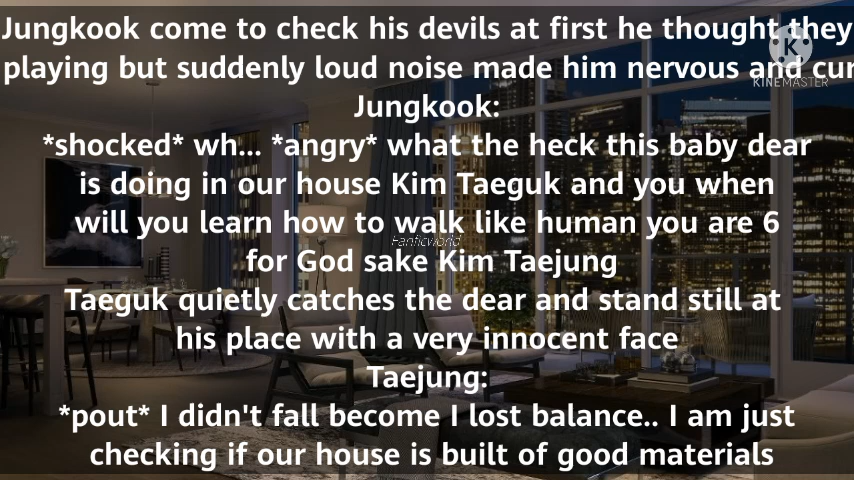 Jungkook come to check his devils at first he thought they
playing but suddenly loud noise made him nervous and cur
KINEMASTER
Jungkook:
*shocked* wh... *angry* what the heck this baby dear
is doing in our house Kim Taeguk and you when
will you learn how to walk like human you are 6
Fanficworld
for God sake Kim Taejung
Taeguk quietly catches the dear and stand still at
his place with a very innocent face
Taejung:
*pout* I didn't fall become I lost balance.. I am just
checking if our house is built of good materials